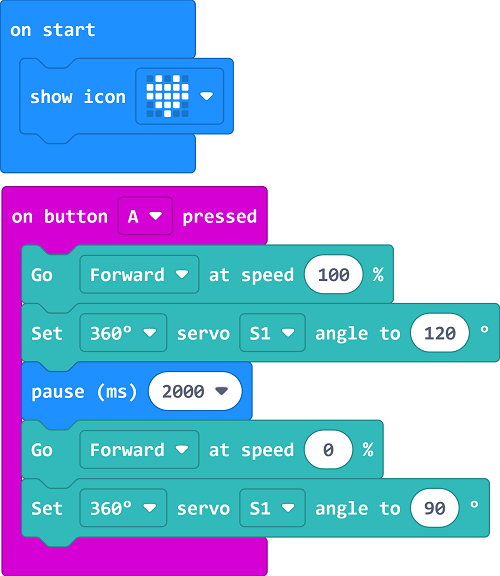 on start
show icon
on button A pressed
Go Forward at speed 100 %
Set 360° servo S1 angle to 120 °
pause (ms) 2000
Go Forward at speed 0 %
Set 360° servo S1 angle to 90 °